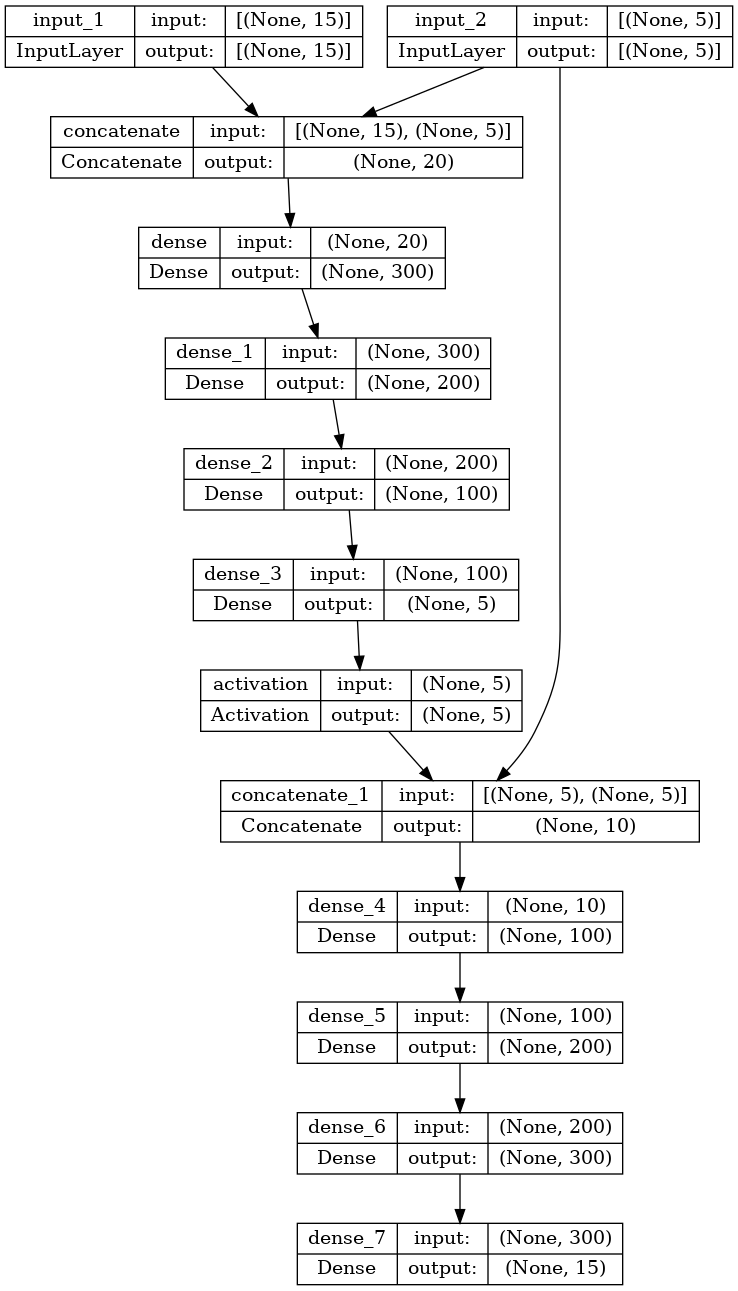 input_1 input: [(None, 15)]
InputLayer output: [(None, 15)]
input_2 input: [(None, 5)]
InputLayer output: [(None, 5)]
concatenate input: [(None, 15), (None, 5)]
Concatenate output: (None, 20)
dense input: (None, 20)
Dense output: (None, 300)
dense_1 input: (None, 300)
Dense output: (None, 200)
dense_2 input: (None, 200)
Dense output: (None, 100)
dense_3 input: (None, 100)
Dense output: (None, 5)
activation input: (None, 5)
Activation output: (None, 5)
concatenate_1 input: [(None, 5), (None, 5)]
Concatenate output: (None, 10)
dense_4 input: (None, 10)
Dense output: (None, 100)
dense_5 input: (None, 100)
Dense output: (None, 200)
dense_6 input: (None, 200)
Dense output: (None, 300)
dense_7 input: (None, 300)
Dense output: (None, 15)